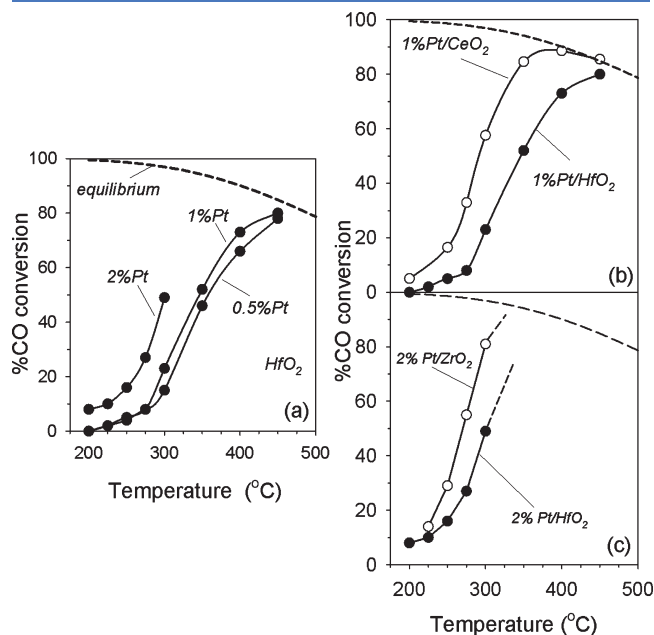 100
80
60
40
20
0
%CO conversion
equilibrium
1%Pt
2%Pt
0.5%Pt
HfO2
(a)
200 300 400 500
Temperature (°C)
%CO conversion
80
60
40
20
0
1%Pt/CeO2
1%Pt/HfO2
(b)
80
60
40
20
0
2% Pt/ZrO2
2% Pt/HfO2
(c)
200 300 400 500
Temperature (°C)